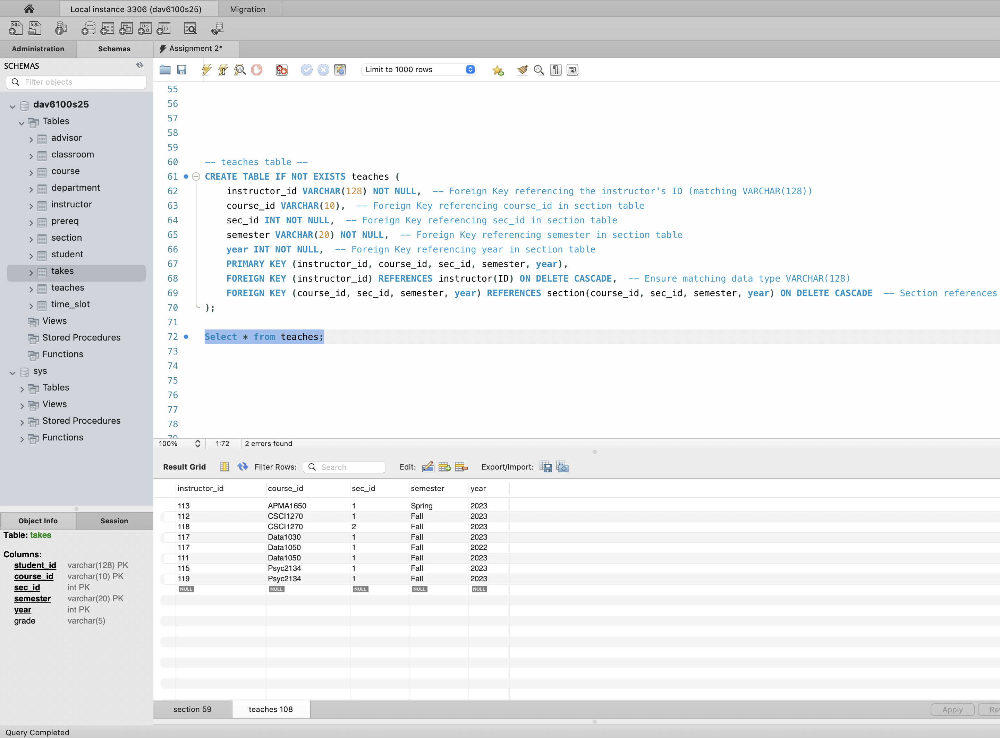 Local instance 3306 (dav6100s25)
Migration
SQL
SQL
Administration
Schemas
Assignment 2*
SCHEMAS
Filter objects
Limit to 1000 rows
dav6100s25
Tables
advisor
classroom
course
department
instructor
prereq
section
student
takes
teaches
time_slot
Views
Stored Procedures
Functions
sys
Tables
Views
Stored Procedures
Functions
55
56
57
58
59
60 -- teaches table --
61 CREATE TABLE IF NOT EXISTS teaches (
62 instructor_id VARCHAR(128) NOT NULL, -- Foreign Key referencing the instructor's ID (matching VARCHAR(128))
63 course_id VARCHAR(10), -- Foreign Key referencing course_id in section table
64 sec_id INT NOT NULL, -- Foreign Key referencing sec_id in section table
65 semester VARCHAR(20) NOT NULL, -- Foreign Key referencing semester in section table
66 year INT NOT NULL, -- Foreign Key referencing year in section table
67 PRIMARY KEY (instructor_id, course_id, sec_id, semester, year),
68 FOREIGN KEY (instructor_id) REFERENCES instructor(ID) ON DELETE CASCADE, -- Ensure matching data type VARCHAR(128)
69 FOREIGN KEY (course_id, sec_id, semester, year) REFERENCES section(course_id, sec_id, semester, year) ON DELETE CASCADE -- Section references
70 );
71
72 Select * from teaches;
73
74
75
76
77
78
79
100% 1:72 2 errors found
Result Grid Filter Rows: Search Edit: Export/Import:
instructor_id course_id sec_id semester year
113 APMA1650 1 Spring 2023
112 CSCI1270 1 Fall 2023
118 CSCI1270 2 Fall 2023
117 Data1030 1 Fall 2023
117 Data1050 1 Fall 2022
111 Data1050 1 Fall 2023
115 Psyc2134 1 Fall 2023
119 Psyc2134 1 Fall 2023
NULL NULL NULL NULL NULL
Object Info Session
Table: takes
Columns:
student_id varchar(128) PK
course_id varchar(10) PK
sec_id int PK
semester varchar(20) PK
year int PK
grade varchar(5)
section 59 teaches 108
Apply
Query Completed